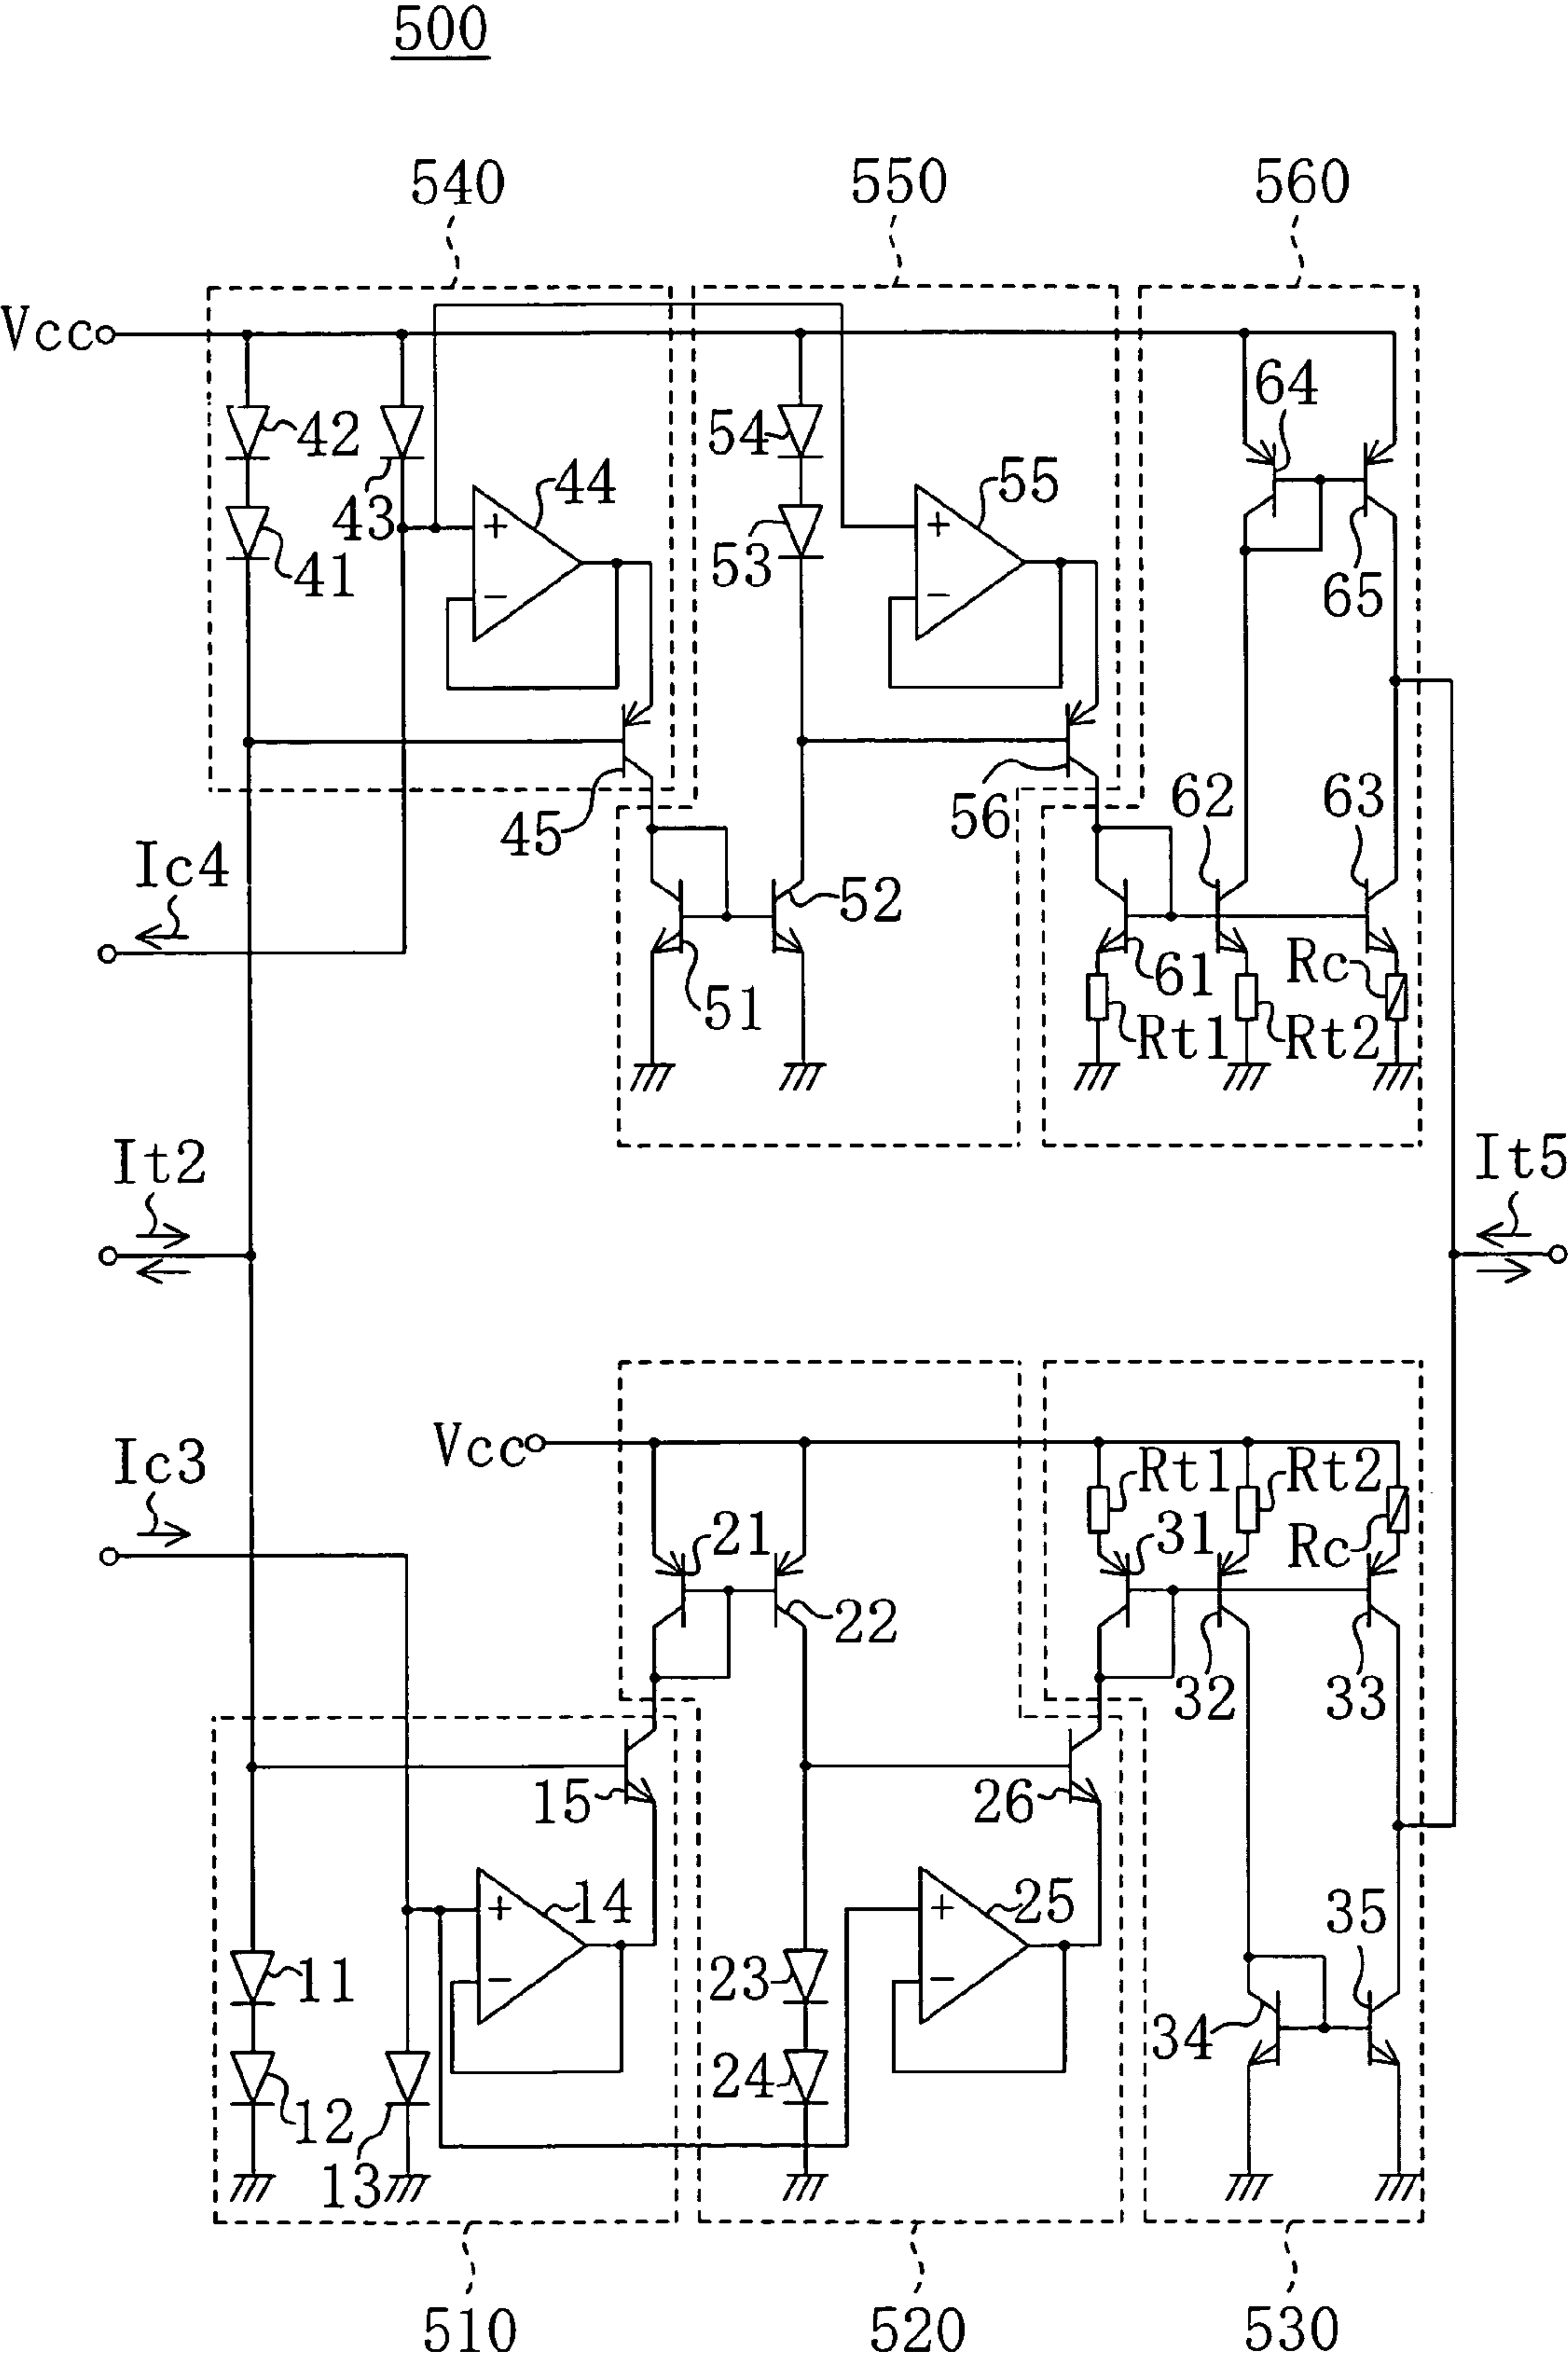 500
540 550 560
Vcc
42 43 54 64
44 55
41 53 65
+ +
- -
45 56 62 63
Ic4
52
51 61 Rc
Rt1 Rt2
It2 It5
Vcc
Ic3
Rt1 Rt2
21 31 Rc
22 32 33
15 26
14 25 35
+ +
- -
11 23 34
12 13 24
510 520 530